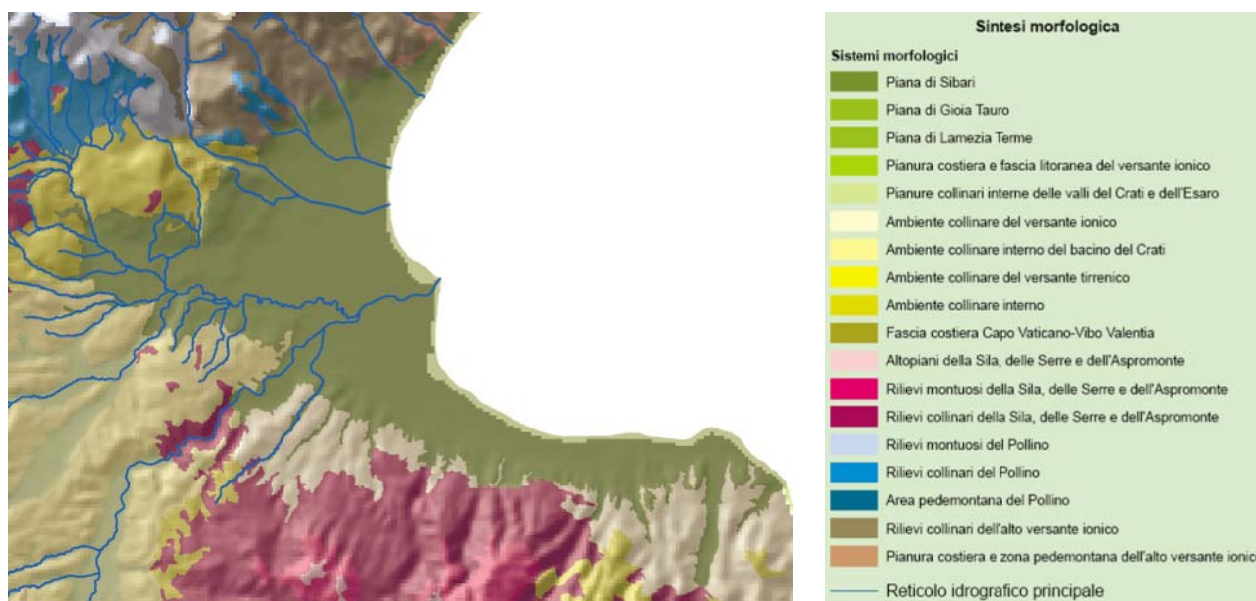 Sintesi morfologica
Sistemi morfologici
Piana di Sibari
Piana di Gioia Tauro
Piana di Lamezia Terme
Pianura costiera e fascia litoranea del versante ionico
Pianure collinari interne delle valli del Crati e dell'Esaro
Ambiente collinare del versante ionico
Ambiente collinare interno del bacino del Crati
Ambiente collinare del versante tirrenico
Ambiente collinare interno
Fascia costiera Capo Vaticano-Vibo Valentia
Altopiani della Sila, delle Serre e dell'Aspromonte
Rilievi montuosi della Sila, delle Serre e dell'Aspromonte
Rilievi collinari della Sila, delle Serre e dell'Aspromonte
Rilievi montuosi del Pollino
Rilievi collinari del Pollino
Area pedemontana del Pollino
Rilievi collinari dell'alto versante ionico
Pianura costiera e zona pedemontana dell'alto versante ionic
Reticolo idrografico principale